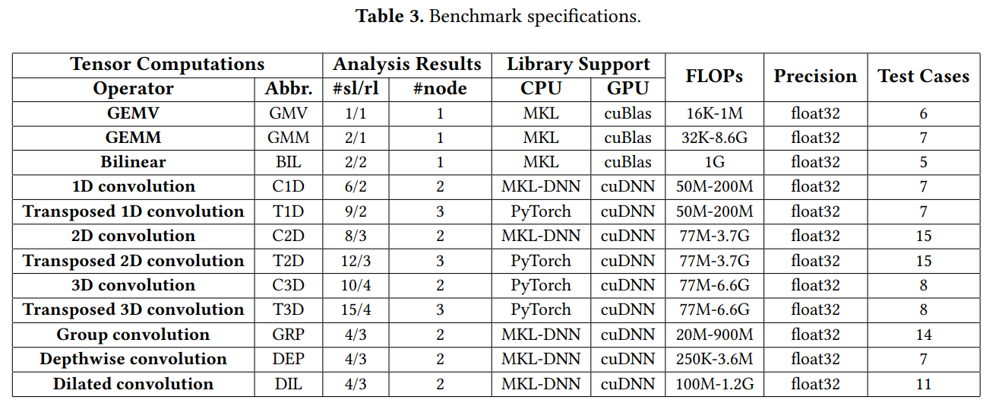 Table 3. Benchmark specifications.
Tensor Computations Analysis Results Library Support FLOPs Precision Test Cases
Operator Abbr. #sl/rl #node CPU GPU
GEMV GMV 1/1 1 MKL cuBlas 16K-1M float32 6
GEMM GMM 2/1 1 MKL cuBlas 32K-8.6G float32 7
Bilinear BIL 2/2 1 MKL cuBlas 1G float32 5
1D convolution C1D 6/2 2 MKL-DNN cuDNN 50M-200M float32 7
Transposed 1D convolution T1D 9/2 3 PyTorch cuDNN 50M-200M float32 7
2D convolution C2D 8/3 2 MKL-DNN cuDNN 77M-3.7G float32 15
Transposed 2D convolution T2D 12/3 3 PyTorch cuDNN 77M-3.7G float32 15
3D convolution C3D 10/4 2 PyTorch cuDNN 77M-6.6G float32 8
Transposed 3D convolution T3D 15/4 3 PyTorch cuDNN 77M-6.6G float32 8
Group convolution GRP 4/3 2 MKL-DNN cuDNN 20M-900M float32 14
Depthwise convolution DEP 4/3 2 MKL-DNN cuDNN 250K-3.6M float32 7
Dilated convolution DIL 4/3 2 MKL-DNN cuDNN 100M-1.2G float32 11